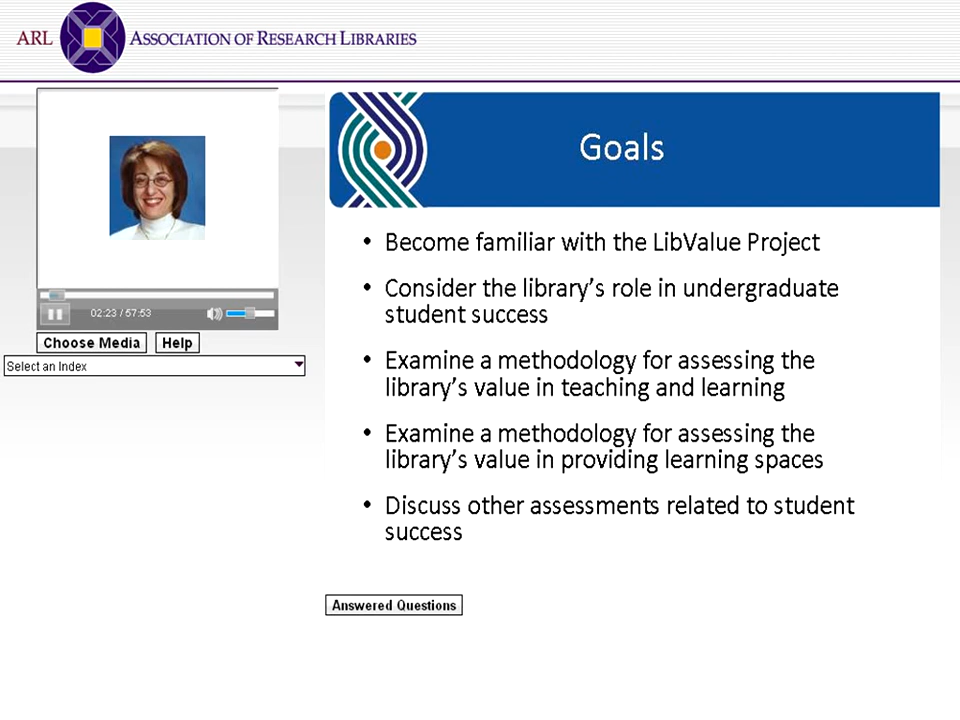 ARL ASSOCIATION OF RESEARCH LIBRARIES
02:23 / 57:53
Choose Media
Help
Select an Index
Goals
• Become familiar with the LibValue Project
• Consider the library's role in undergraduate
student success
• Examine a methodology for assessing the
library's value in teaching and learning
• Examine a methodology for assessing the
library's value in providing learning spaces
• Discuss other assessments related to student
success
Answered Questions